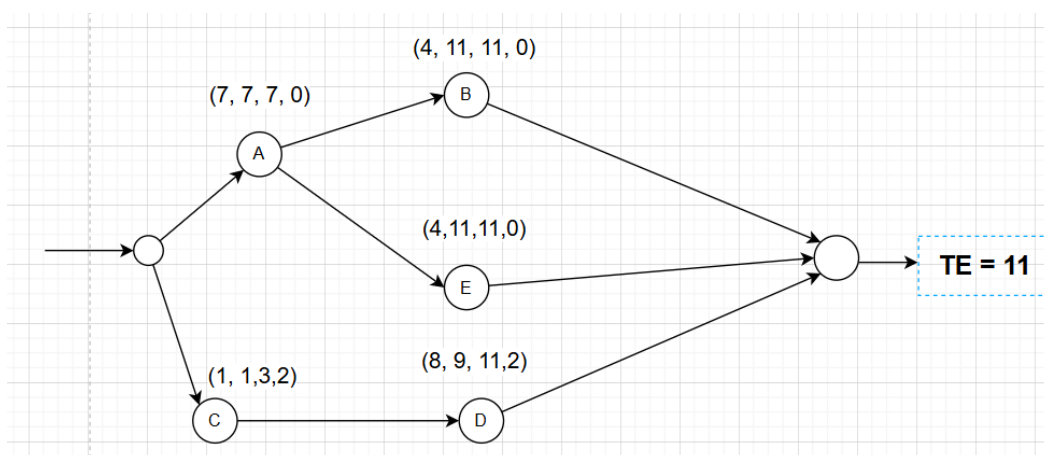 (4, 11, 11, 0)
(7, 7, 7, 0)
B
A
(4,11,11,0)
TE = 11
E
(8, 9, 11,2)
(1, 1,3,2)
C
D